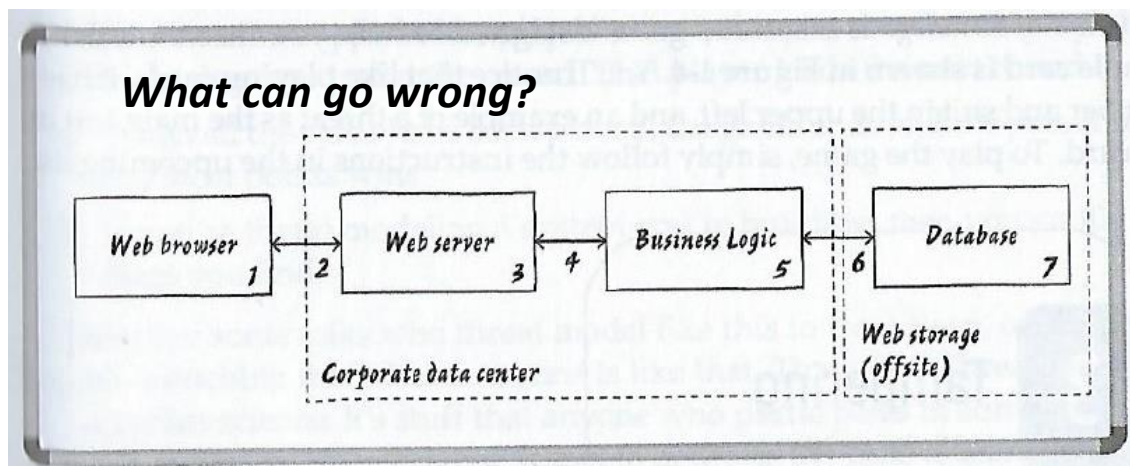 What can go wrong?
Web browser
1
2
Web server
3
4
Business Logic
5
6
Database
7
Corporate data center
Web storage
(offsite)